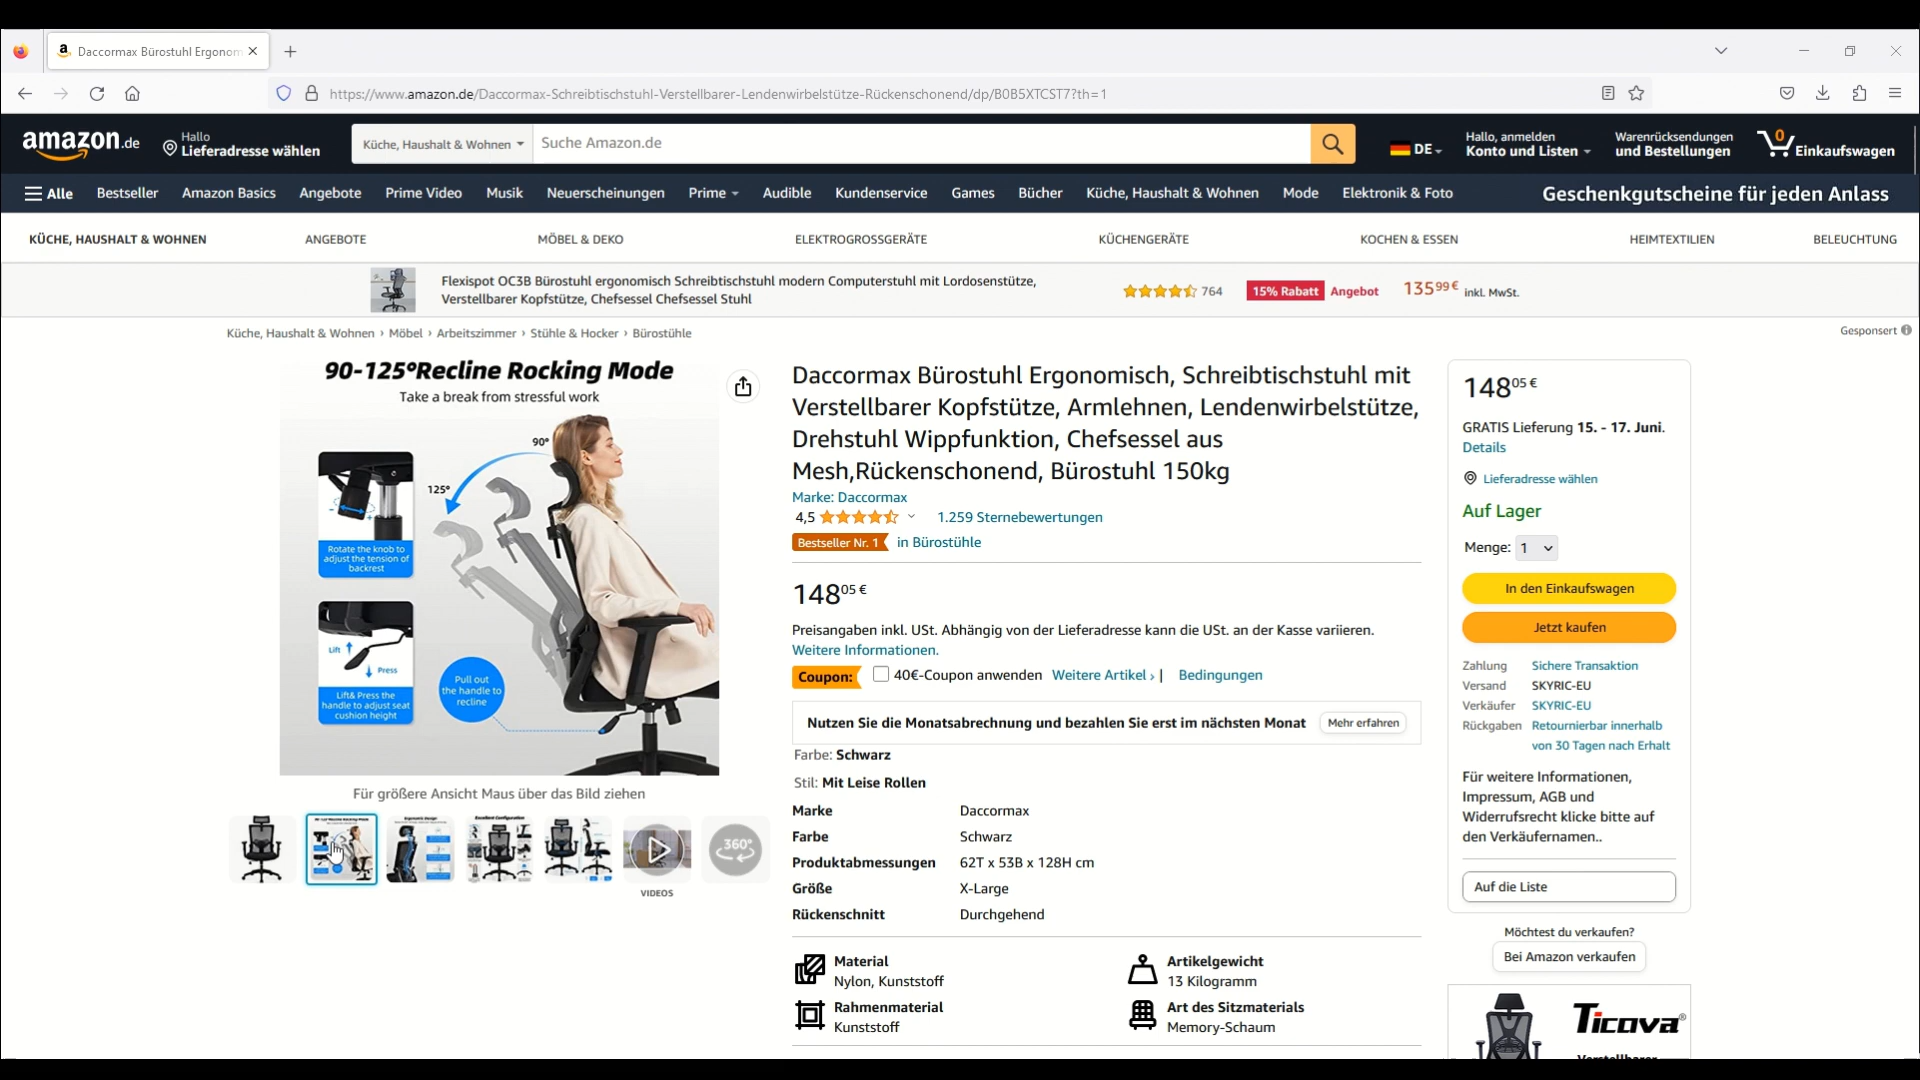 Daccormax Bürostuhl Ergonom
https://www.amazon.de/Daccormax-Schreibtischstuhl-Verstellbarer-Lendenwirbelstütze-Rückenschonend/dp/B0B5XTCST7?th=1
amazon.de
Hallo
Lieferadresse wählen
Küche, Haushalt & Wohnen
Suche Amazon.de
DE
Hallo, anmelden
Konto und Listen
Warenrücksendungen
und Bestellungen
0
Einkaufswagen
Alle
Bestseller
Amazon Basics
Angebote
Prime Video
Musik
Neuerscheinungen
Prime
Audible
Kundenservice
Games
Bücher
Küche, Haushalt & Wohnen
Mode
Elektronik & Foto
Geschenkgutscheine für jeden Anlass
KÜCHE, HAUSHALT & WOHNEN
ANGEBOTE
MÖBEL & DEKO
ELEKTROGROSSGERÄTE
KÜCHENGERÄTE
KOCHEN & ESSEN
HEIMTEXTILIEN
BELEUCHTUNG
Flexispot OC3B Bürostuhl ergonomisch Schreibtischstuhl modern Computerstuhl mit Lordosenstütze,
Verstellbarer Kopfstütze, Chefsessel Chefsessel Stuhl
764
15% Rabatt
Angebot
135⁹⁹€ inkl. MwSt.
Küche, Haushalt & Wohnen › Möbel › Arbeitszimmer › Stühle & Hocker › Bürostühle
Gesponsert
90-125°Recline Rocking Mode
Take a break from stressful work
90°
125°
Rotate the knob to
adjust the tension of
backrest
Lift
Press
Lift& Press the
handle to adjust seat
cushion height
Pull out
the handle to
recline
Für größere Ansicht Maus über das Bild ziehen
360°
VIDEOS
Daccormax Bürostuhl Ergonomisch, Schreibtischstuhl mit
Verstellbarer Kopfstütze, Armlehnen, Lendenwirbelstütze,
Drehstuhl Wippfunktion, Chefsessel aus
Mesh,Rückenschonend, Bürostuhl 150kg
Marke: Daccormax
4,5
1.259 Sternebewertungen
Bestseller Nr. 1 in Bürostühle
148⁰⁵€
Preisangaben inkl. USt. Abhängig von der Lieferadresse kann die USt. an der Kasse variieren.
Weitere Informationen.
Coupon: 40€-Coupon anwenden Weitere Artikel › | Bedingungen
Nutzen Sie die Monatsabrechnung und bezahlen Sie erst im nächsten Monat Mehr erfahren
Farbe: Schwarz
Stil: Mit Leise Rollen
Marke Daccormax
Farbe Schwarz
Produktabmessungen 62T x 53B x 128H cm
Größe X-Large
Rückenschnitt Durchgehend
Material
Nylon, Kunststoff
Artikelgewicht
13 Kilogramm
Rahmenmaterial
Kunststoff
Art des Sitzmaterials
Memory-Schaum
148⁰⁵€
GRATIS Lieferung 15. - 17. Juni.
Details
Lieferadresse wählen
Auf Lager
Menge: 1
In den Einkaufswagen
Jetzt kaufen
Zahlung Sichere Transaktion
Versand SKYRIC-EU
Verkäufer SKYRIC-EU
Rückgaben Retournierbar innerhalb
von 30 Tagen nach Erhalt
Für weitere Informationen,
Impressum, AGB und
Widerrufsrecht klicke bitte auf
den Verkäufernamen..
Auf die Liste
Möchtest du verkaufen?
Bei Amazon verkaufen
Ticova®